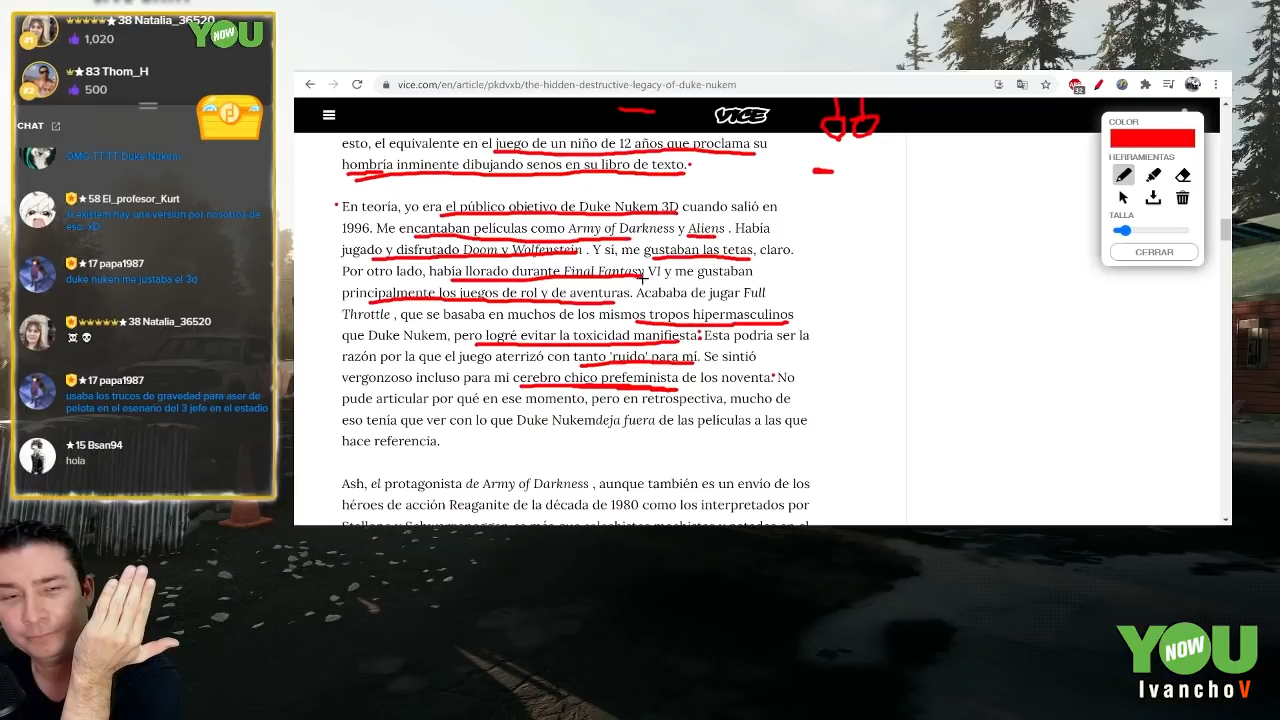 38 Natalia_36520
#1
1,020
YOU NOW
83 Thom_H
#2
500
CHAT
OMG TT TT Duke Nukem
58 El_profesor_Kurt
si existem hay una version por nosottos de
eso. xD
17 papa1987
duke nuken me justaba el 3d
38 Natalia_36520
17 papa1987
usaba los trucos de gravedad para aser de
pelota en el esenario del 3 jefe en el estadio
15 Bsan94
hola
vice.com/en/article/pkdvxb/the-hidden-destructive-legacy-of-duke-nukem
32
VICE
esto, el equivalente en el juego de un niño de 12 años que proclama su
hombría inminente dibujando senos en su libro de texto.
En teoría, yo era el público objetivo de Duke Nukem 3D cuando salió en
1996. Me encantaban películas como Army of Darkness y Aliens . Había
jugado y disfrutado Doom y Wolfenstein . Y sí, me gustaban las tetas, claro.
Por otro lado, había llorado durante Final Fantasy VI y me gustaban
principalmente los juegos de rol y de aventuras. Acababa de jugar Full
Throttle , que se basaba en muchos de los mismos tropos hipermasculinos
que Duke Nukem, pero logré evitar la toxicidad manifiesta. Esta podría ser la
razón por la que el juego aterrizó con tanto 'ruido' para mí. Se sintió
vergonzoso incluso para mi cerebro chico prefeminista de los noventa. No
pude articular por qué en ese momento, pero en retrospectiva, mucho de
eso tenía que ver con lo que Duke Nukemdeja fuera de las películas a las que
hace referencia.
Ash, el protagonista de Army of Darkness , aunque también es un envío de los
héroes de acción Reaganite de la década de 1980 como los interpretados por
COLOR
HERRAMIENTAS
TALLA
CERRAR
YOU NOW
IvanchoV